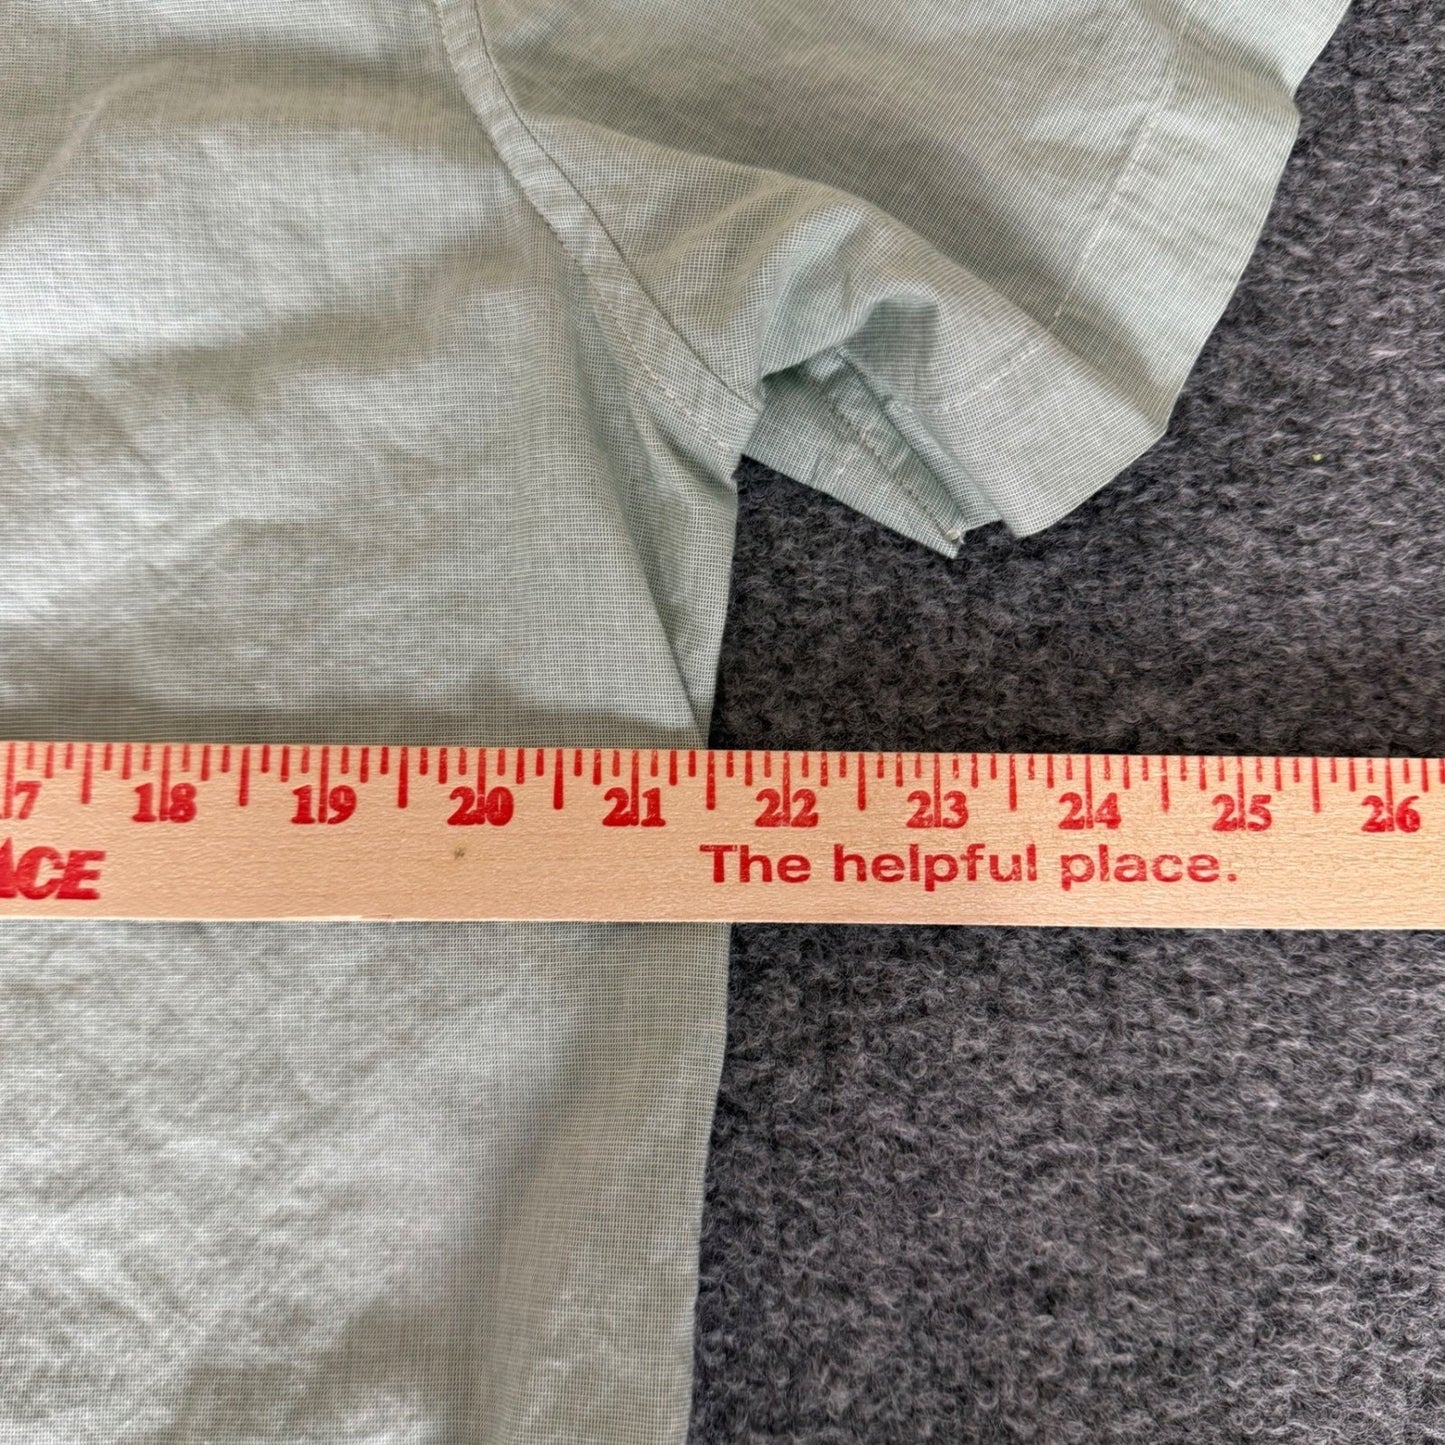 17 18 19 20 21 22 23 24 25 26
ACE The helpful place.